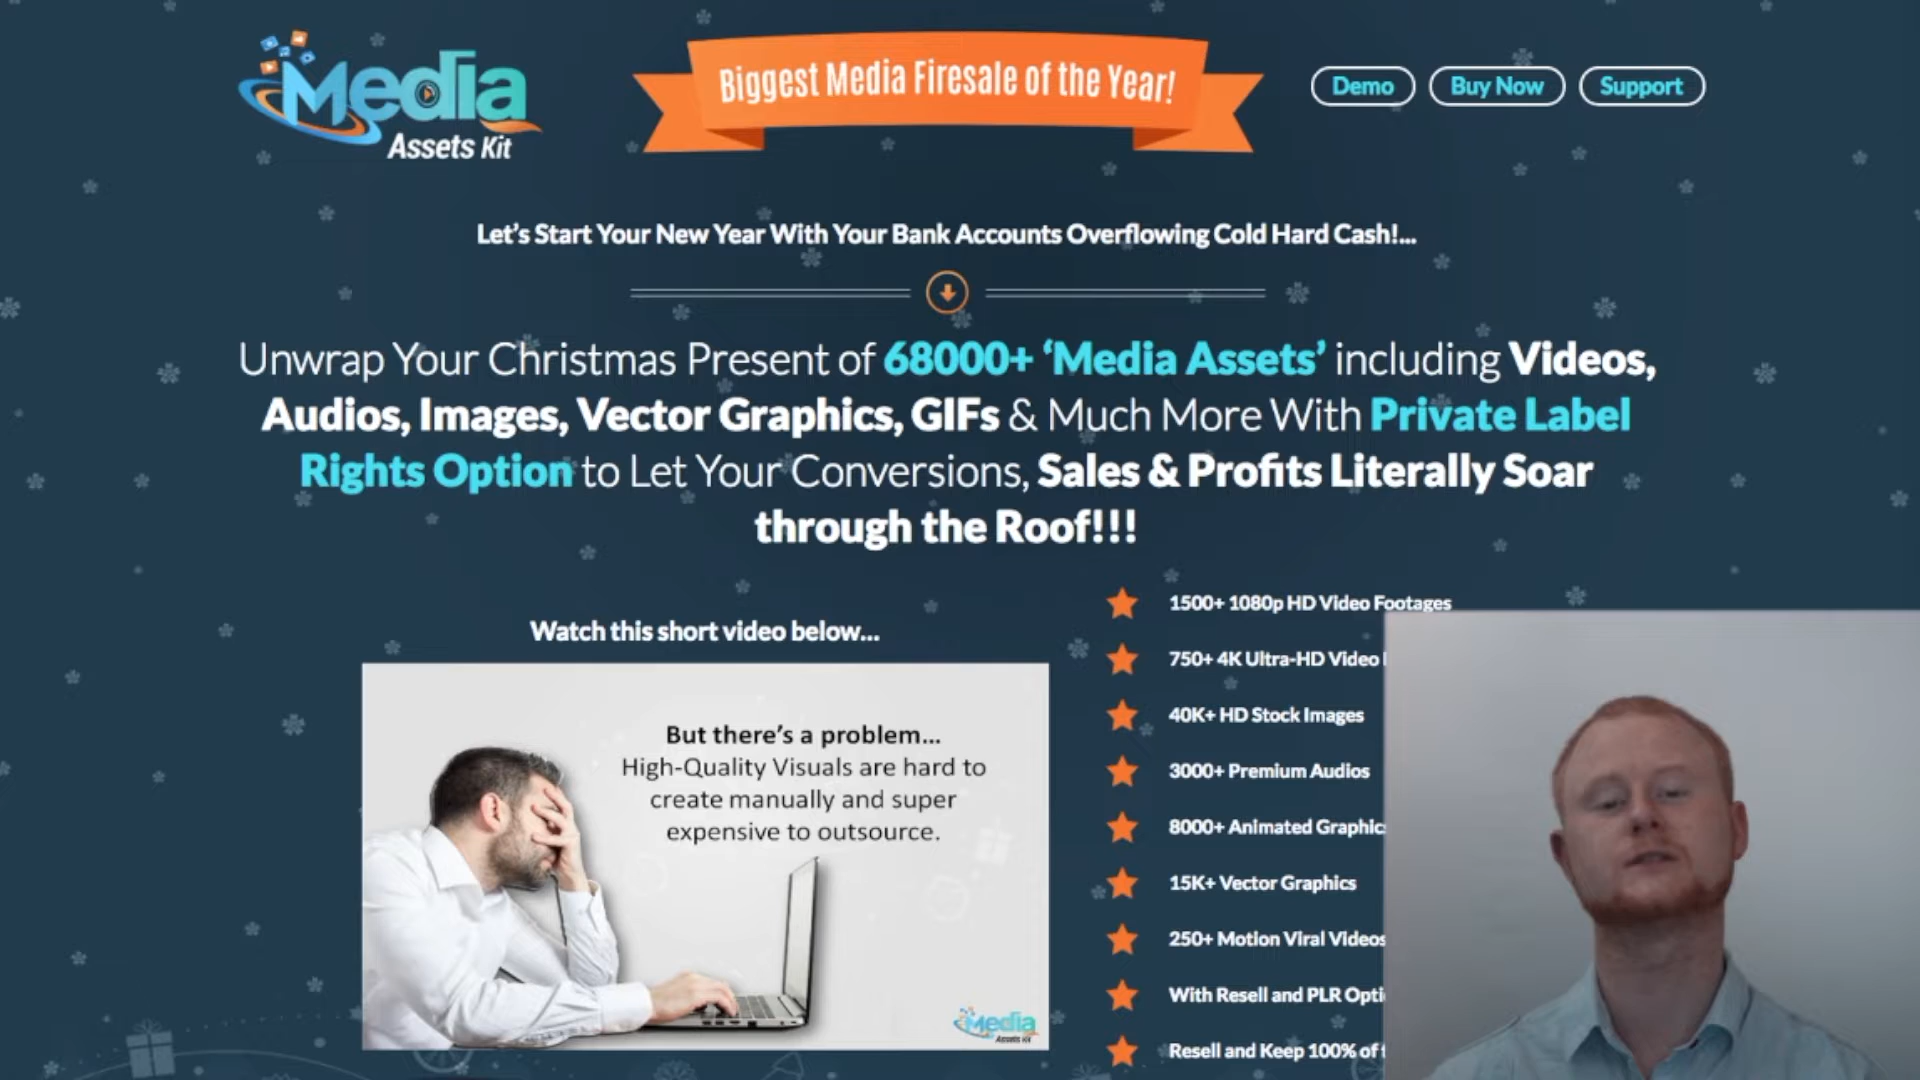 Media
Assets Kit
Biggest Media Firesale of the Year!
Demo
Buy Now
Support
Let's Start Your New Year With Your Bank Accounts Overflowing Cold Hard Cash!...
Unwrap Your Christmas Present of 68000+ ‘Media Assets’ including Videos,
Audios, Images, Vector Graphics, GIFs & Much More With Private Label
Rights Option to Let Your Conversions, Sales & Profits Literally Soar
through the Roof!!!
Watch this short video below...
But there's a problem...
High-Quality Visuals are hard to
create manually and super
expensive to outsource.
Media
Assets Kit
1500+ 1080p HD Video Footages
750+ 4K Ultra-HD Video
40K+ HD Stock Images
3000+ Premium Audios
8000+ Animated Graphics
15K+ Vector Graphics
250+ Motion Viral Videos
With Resell and PLR Opti
Resell and Keep 100% of